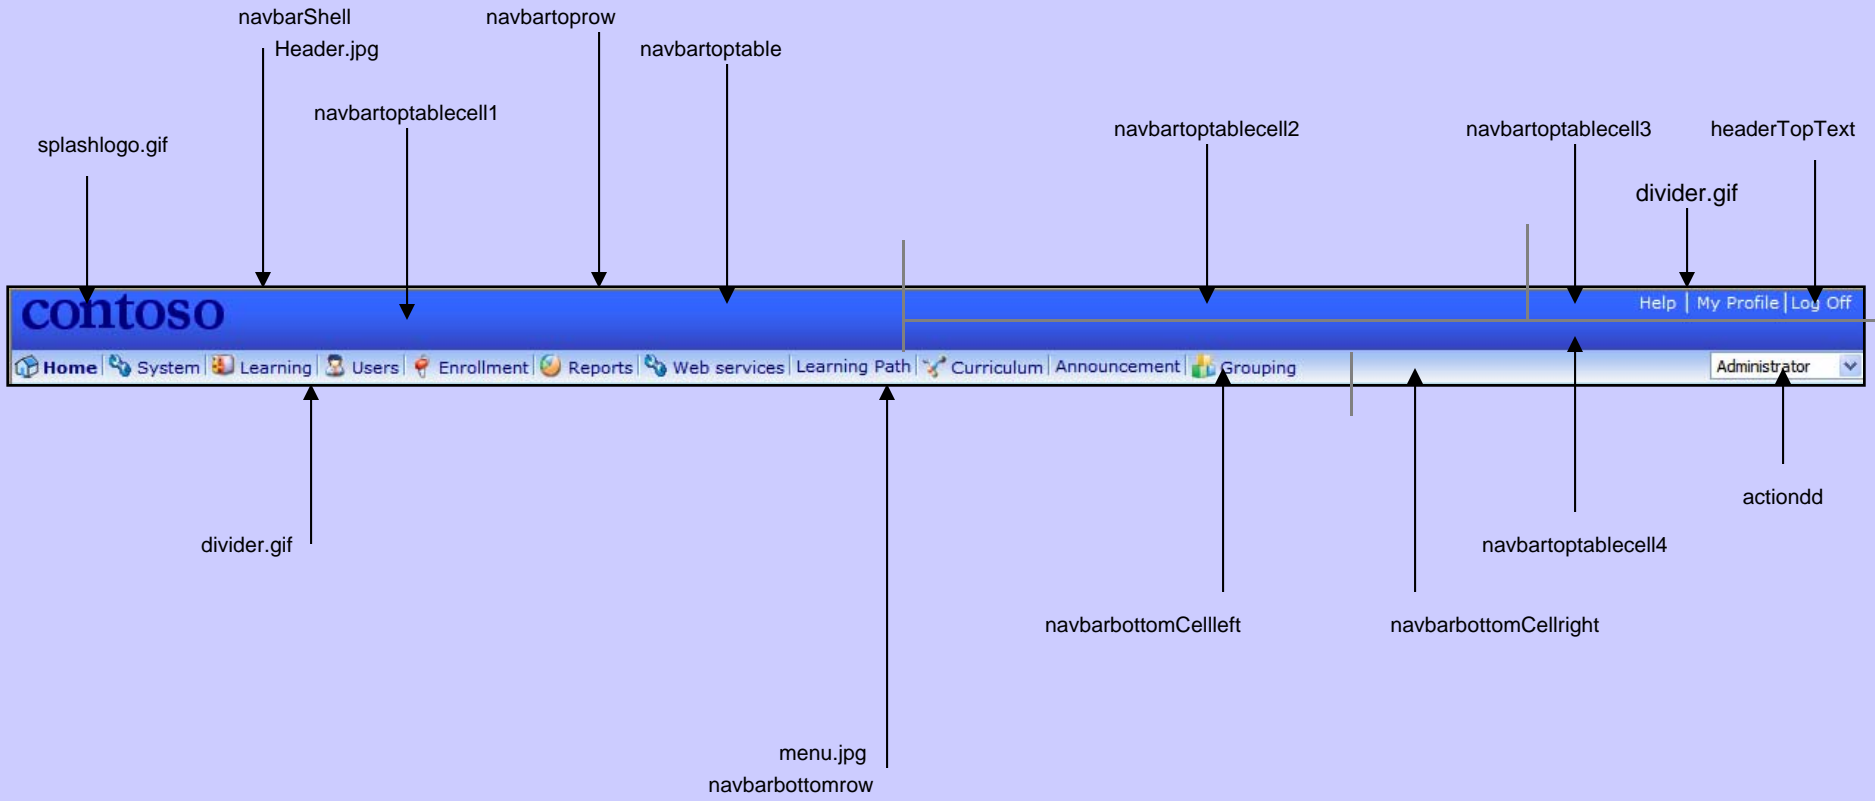 navbarShell
navbartoprow
Header.jpg
navbartoptable
navbartoptablecell1
splashlogo.gif
navbartoptablecell2
navbartoptablecell3
headerTopText
divider.gif
contoso
Help | My Profile | Log Off
Home | System | Learning | Users | Enrollment | Reports | Web services | Learning Path | Curriculum | Announcement | Grouping
Administrator
actiondd
divider.gif
navbartoptablecell4
navbarbottomCellleft
navbarbottomCellright
menu.jpg
navbarbottomrow